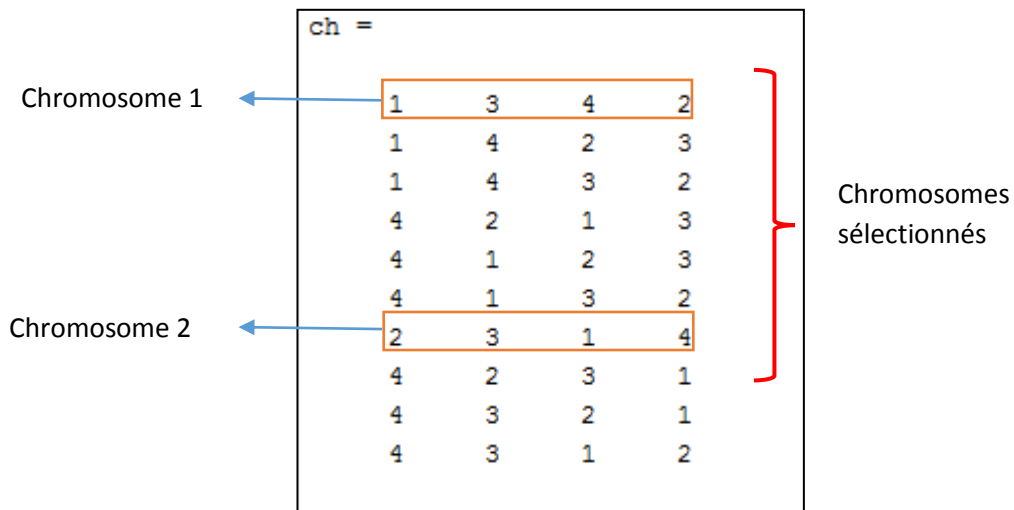 ch =
Chromosome 1
1 3 4 2
1 4 2 3
1 4 3 2
4 2 1 3
4 1 2 3
4 1 3 2
Chromosome 2
2 3 1 4
4 2 3 1
4 3 2 1
4 3 1 2
Chromosomes
sélectionnés